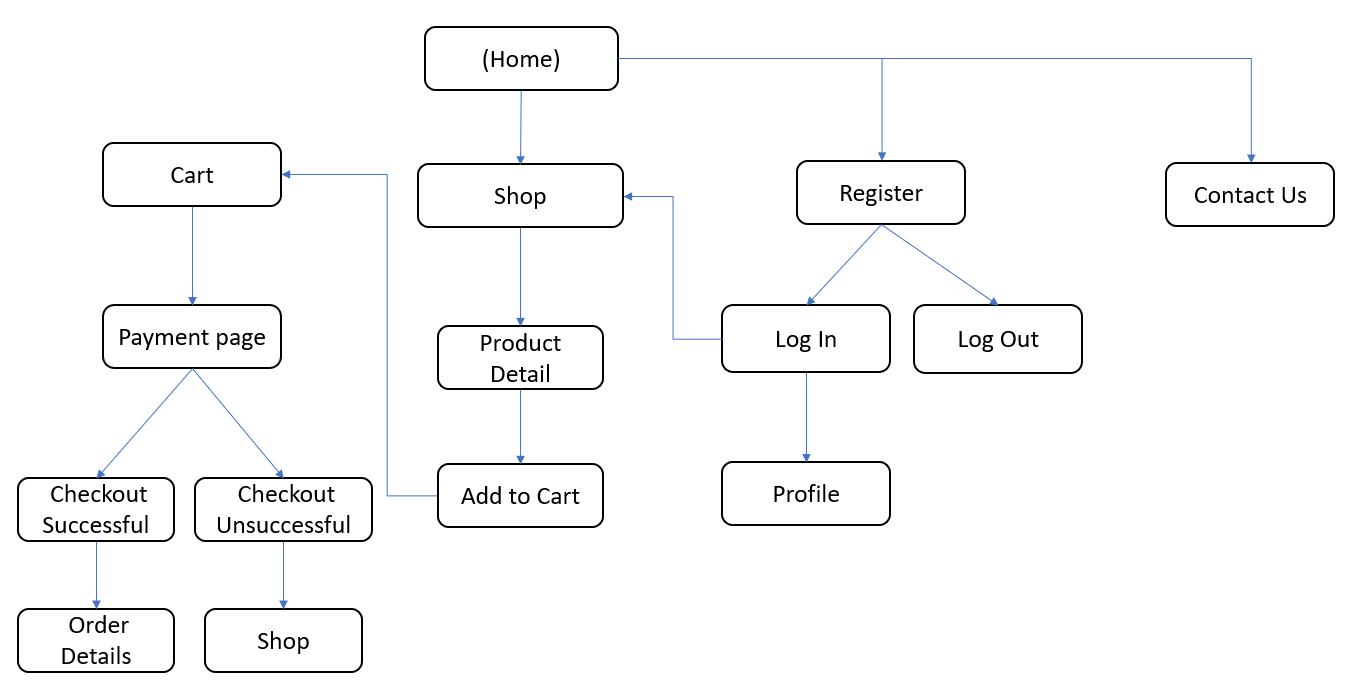 (Home)
Cart
Shop
Register
Contact Us
Payment page
Product
Detail
Log In
Log Out
Checkout
Successful
Checkout
Unsuccessful
Add to Cart
Profile
Order
Details
Shop